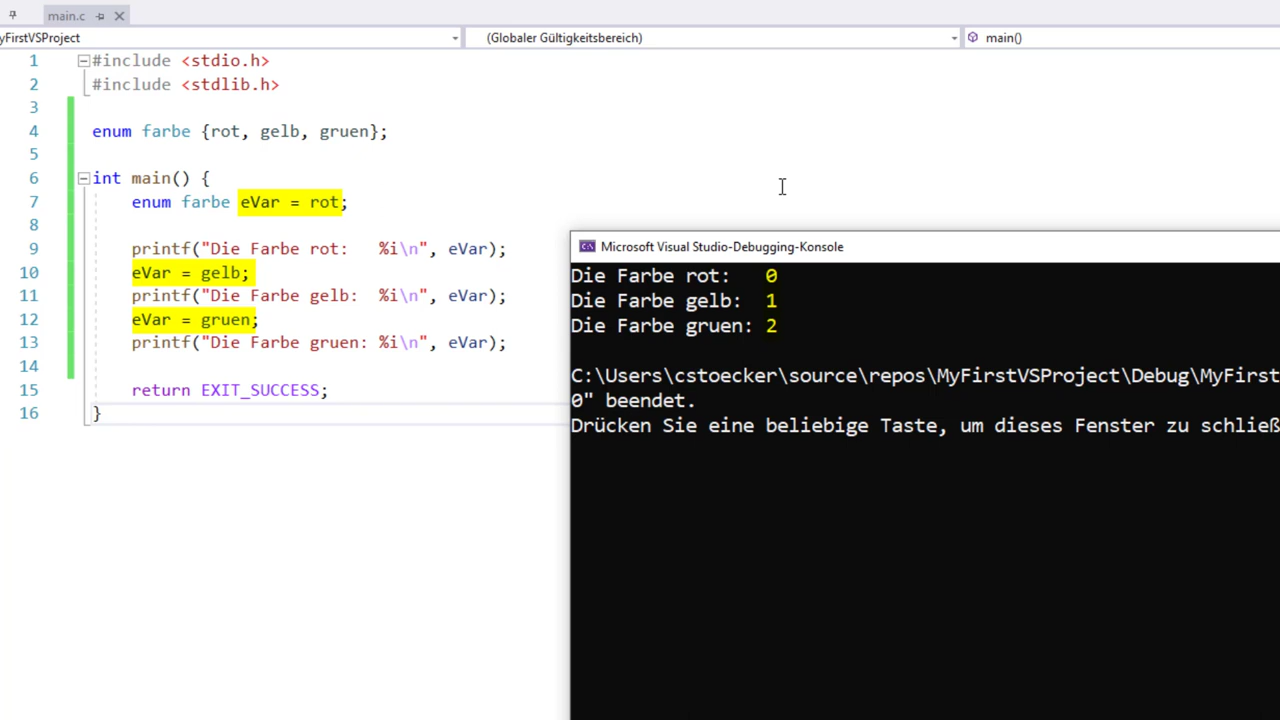 main.c
yFirstVSProject
(Globaler Gültigkeitsbereich)
main()
1 #include <stdio.h>
2 #include <stdlib.h>
3
4 enum farbe {rot, gelb, gruen};
5
6 int main() {
7 enum farbe eVar = rot;
8
9 printf("Die Farbe rot:   %i\n", eVar);
10 eVar = gelb;
11 printf("Die Farbe gelb:  %i\n", eVar);
12 eVar = gruen;
13 printf("Die Farbe gruen: %i\n", eVar);
14
15 return EXIT_SUCCESS;
16 }
Microsoft Visual Studio-Debugging-Konsole
Die Farbe rot:   0
Die Farbe gelb:  1
Die Farbe gruen: 2
C:\Users\cstoecker\source\repos\MyFirstVSProject\Debug\MyFirst
0" beendet.
Drücken Sie eine beliebige Taste, um dieses Fenster zu schließ